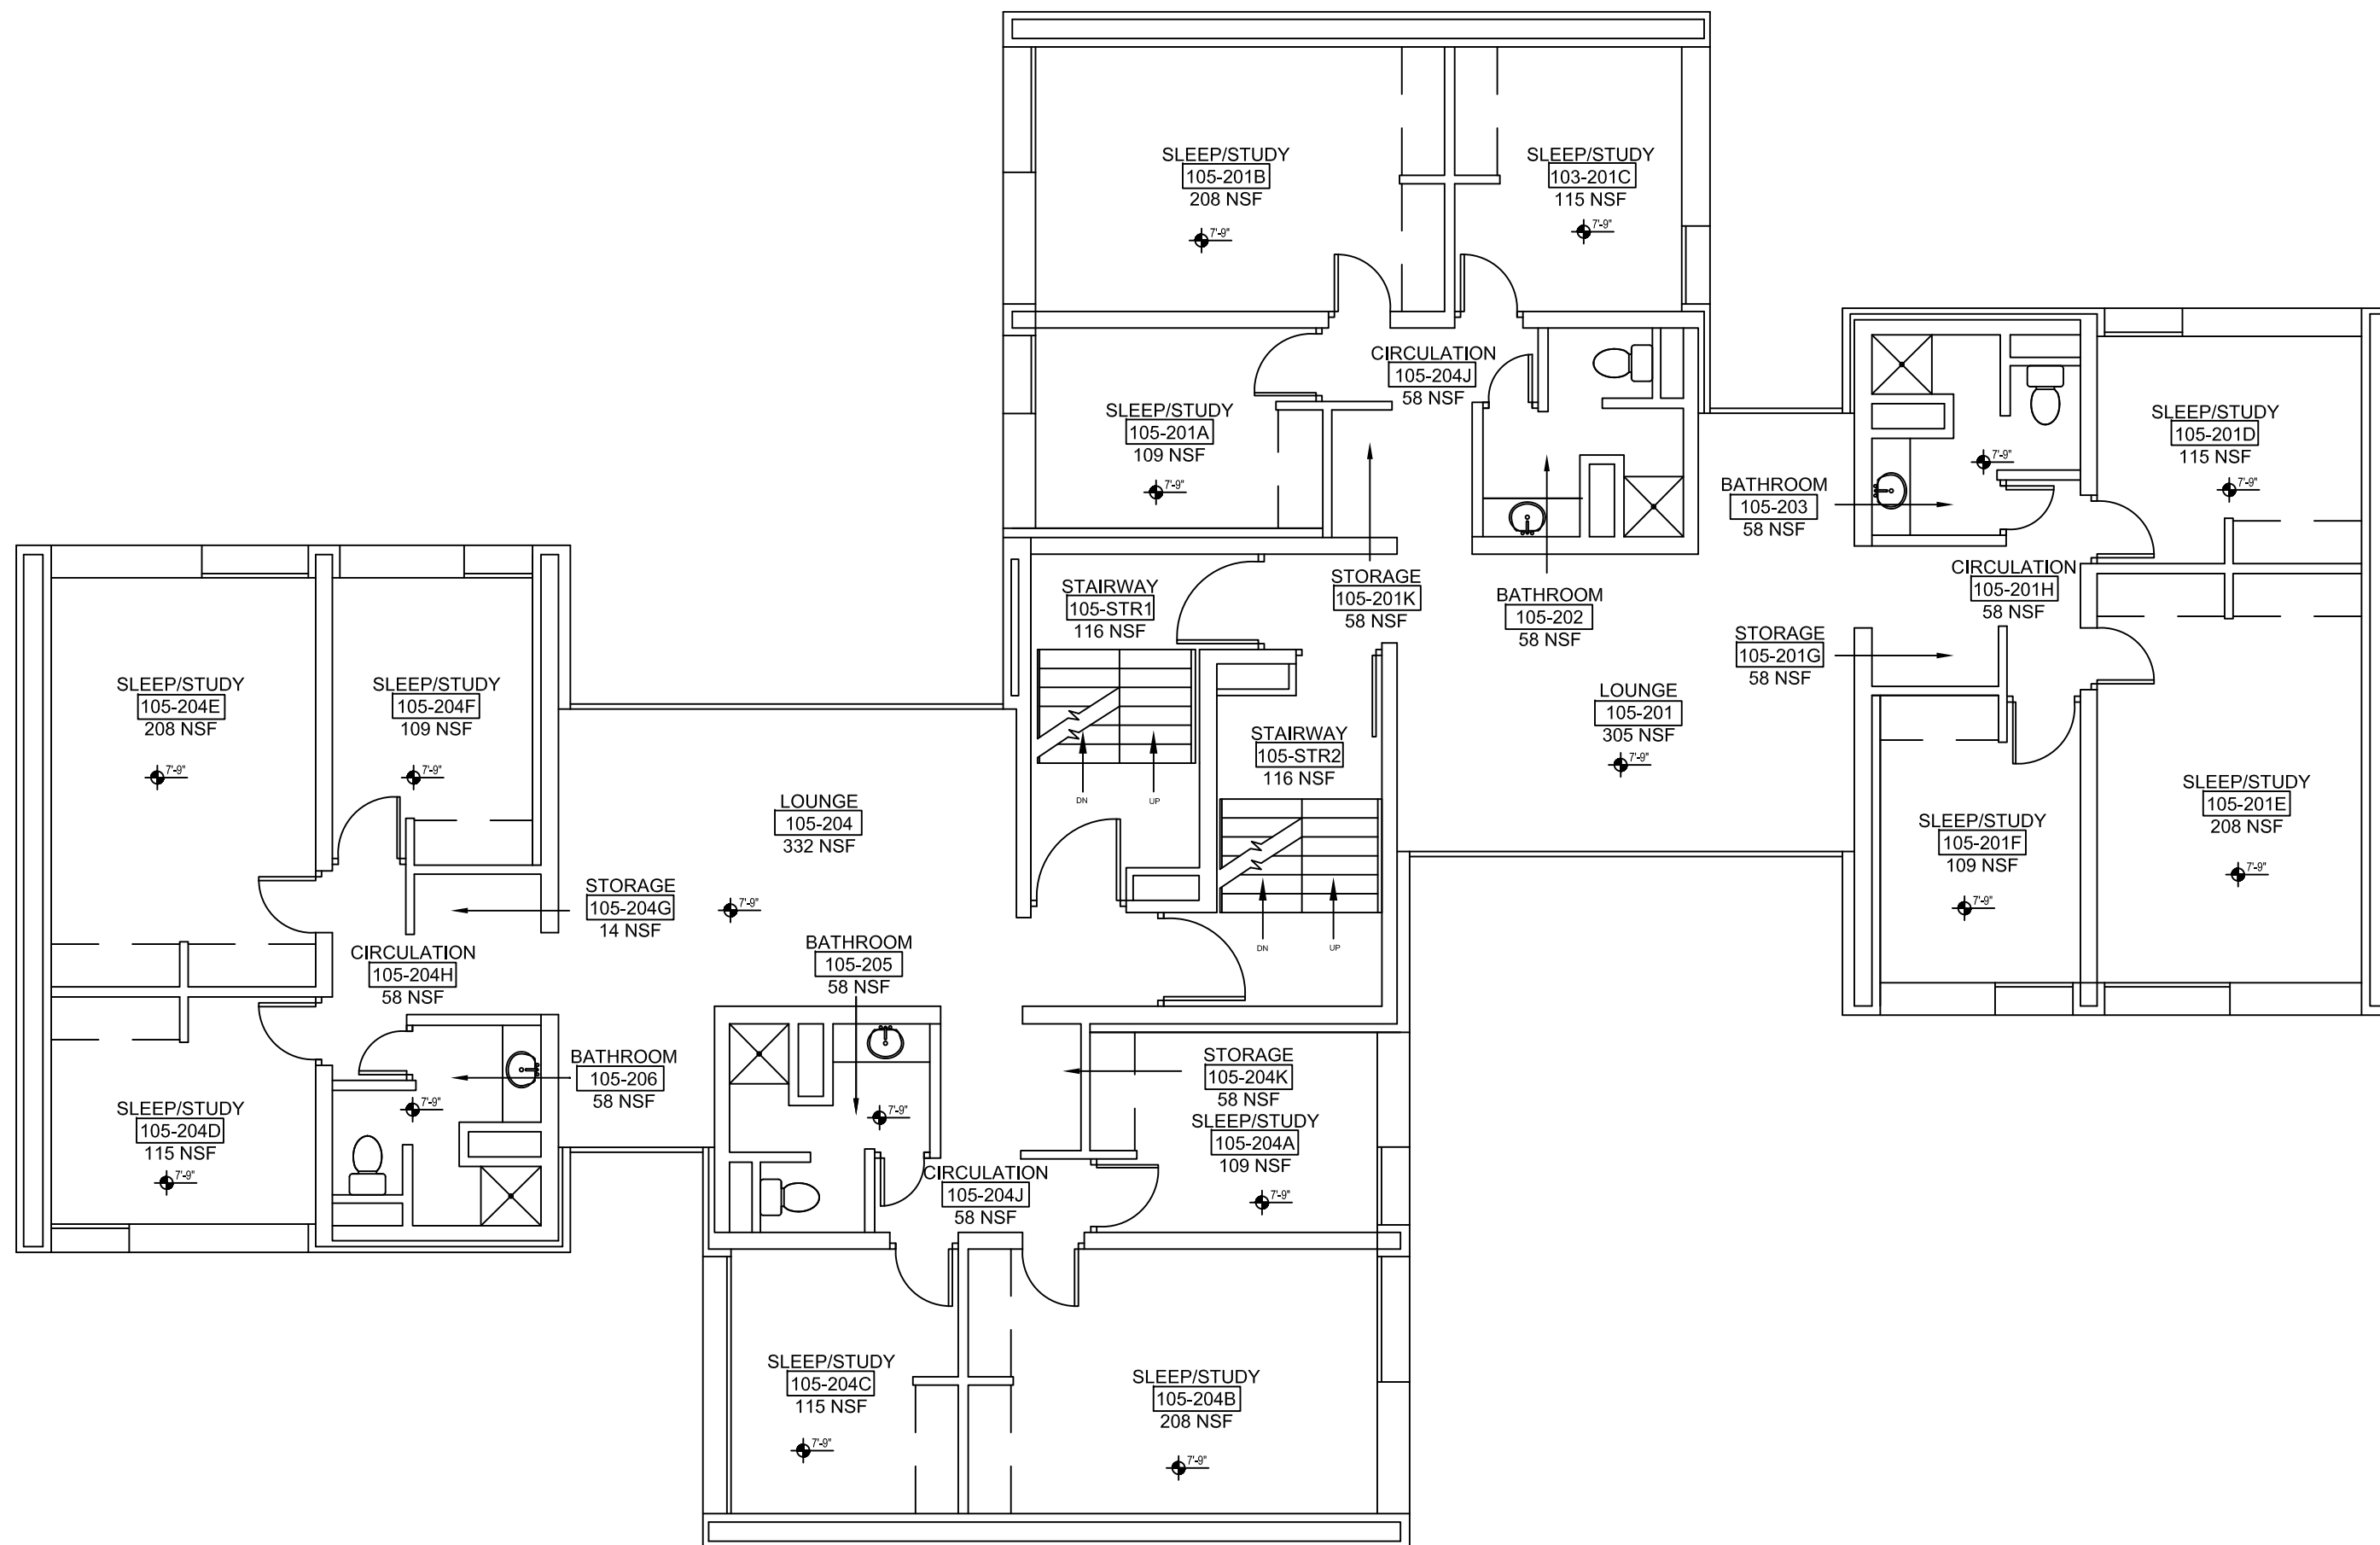 SLEEP/STUDY
105-201B
208 NSF
7'-9"
SLEEP/STUDY
103-201C
115 NSF
7'-9"
CIRCULATION
105-204J
58 NSF
SLEEP/STUDY
105-201A
109 NSF
7'-9"
SLEEP/STUDY
105-201D
115 NSF
7'-9"
7'-9"
BATHROOM
105-203
58 NSF
STAIRWAY
105-STR1
116 NSF
DN
UP
STORAGE
105-201K
58 NSF
BATHROOM
105-202
58 NSF
CIRCULATION
105-201H
58 NSF
STORAGE
105-201G
58 NSF
LOUNGE
105-201
305 NSF
7'-9"
SLEEP/STUDY
105-204E
208 NSF
7'-9"
SLEEP/STUDY
105-204F
109 NSF
7'-9"
STAIRWAY
105-STR2
116 NSF
DN
UP
LOUNGE
105-204
332 NSF
7'-9"
SLEEP/STUDY
105-201E
208 NSF
7'-9"
SLEEP/STUDY
105-201F
109 NSF
7'-9"
STORAGE
105-204G
14 NSF
CIRCULATION
105-204H
58 NSF
BATHROOM
105-205
58 NSF
7'-9"
BATHROOM
105-206
58 NSF
7'-9"
STORAGE
105-204K
58 NSF
SLEEP/STUDY
105-204A
109 NSF
7'-9"
SLEEP/STUDY
105-204D
115 NSF
7'-9"
CIRCULATION
105-204J
58 NSF
SLEEP/STUDY
105-204C
115 NSF
7'-9"
SLEEP/STUDY
105-204B
208 NSF
7'-9"